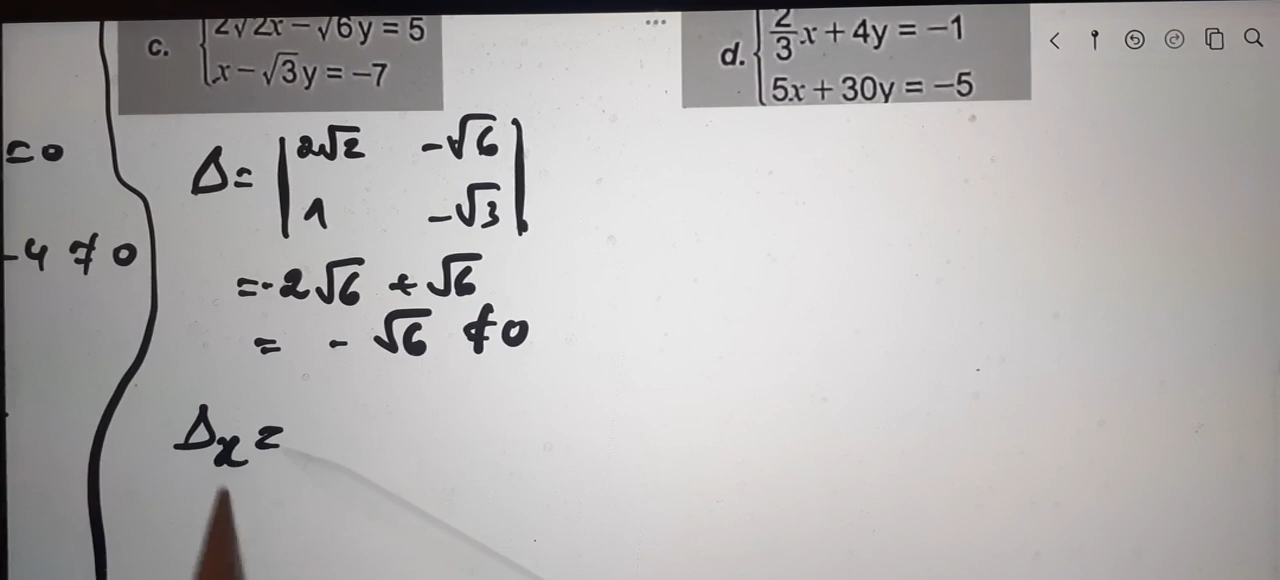 c. { 2√2x − √6y = 5
x − √3y = −7
d. { 2/3 x + 4y = −1
5x + 30y = −5
= 0
-4 ≠ 0
Δ = | 2√2 -√6 |
| 1 -√3 |
= -2√6 + √6
= - √6 ≠ 0
Δx =